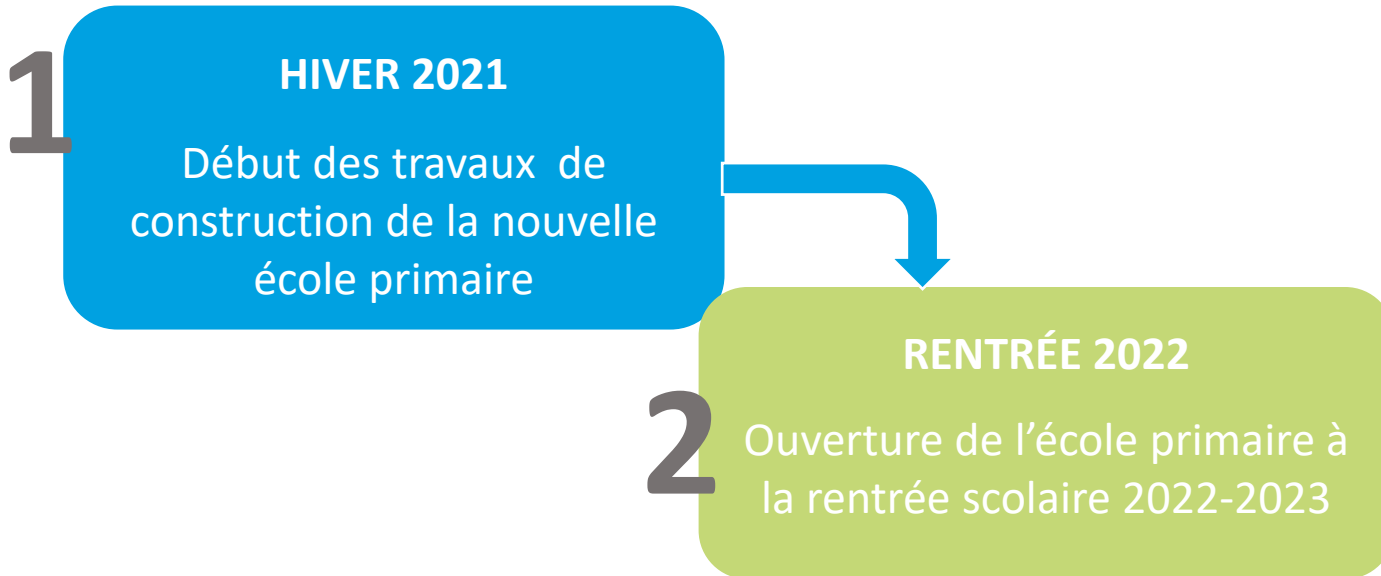 1
HIVER 2021
Début des travaux de
construction de la nouvelle
école primaire
2
RENTRÉE 2022
Ouverture de l’école primaire à
la rentrée scolaire 2022-2023